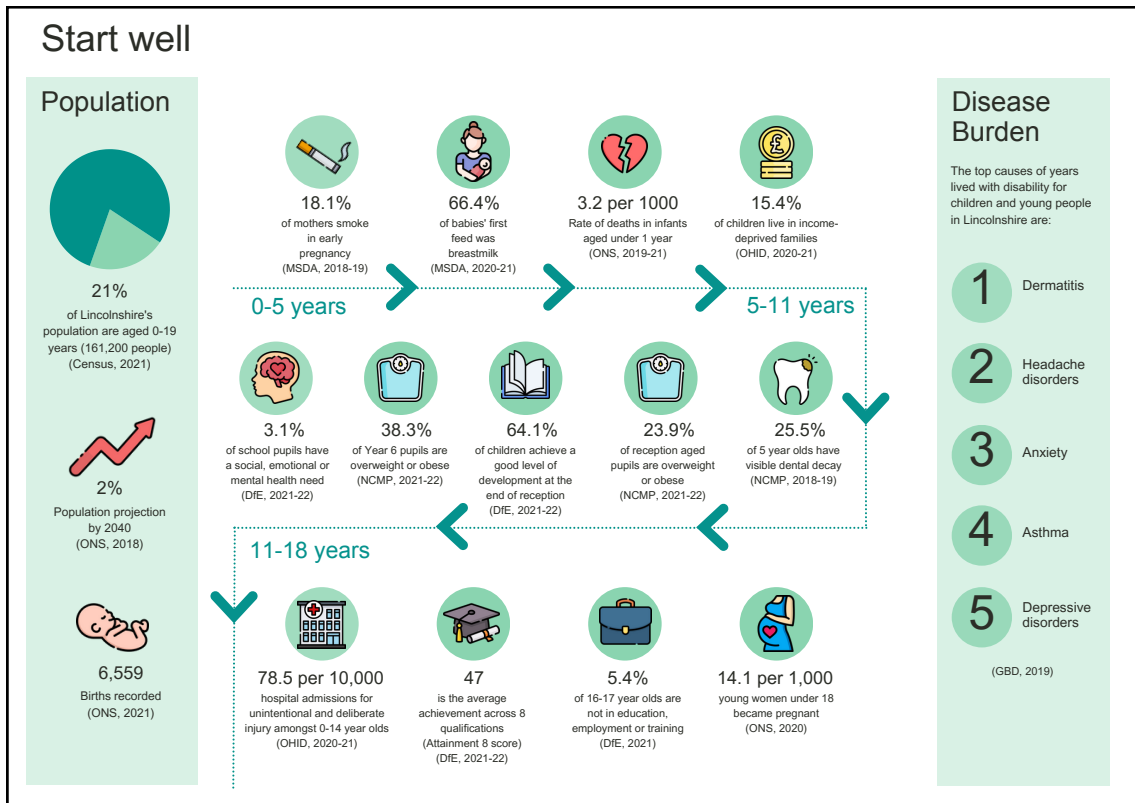 Start well
Population
21%
of Lincolnshire's
population are aged 0-19
years (161,200 people)
(Census, 2021)
2%
Population projection
by 2040
(ONS, 2018)
6,559
Births recorded
(ONS, 2021)
18.1%
of mothers smoke
in early
pregnancy
(MSDA, 2018-19)
66.4%
of babies' first
feed was
breastmilk
(MSDA, 2020-21)
3.2 per 1000
Rate of deaths in infants
aged under 1 year
(ONS, 2019-21)
£
15.4%
of children live in income-
deprived families
(OHID, 2020-21)
0-5 years
5-11 years
3.1%
of school pupils have
a social, emotional or
mental health need
(DfE, 2021-22)
38.3%
of Year 6 pupils are
overweight or obese
(NCMP, 2021-22)
64.1%
of children achieve a
good level of
development at the
end of reception
(DfE, 2021-22)
23.9%
of reception aged
pupils are overweight
or obese
(NCMP, 2021-22)
25.5%
of 5 year olds have
visible dental decay
(NCMP, 2018-19)
11-18 years
78.5 per 10,000
hospital admissions for
unintentional and deliberate
injury amongst 0-14 year olds
(OHID, 2020-21)
47
is the average
achievement across 8
qualifications
(Attainment 8 score)
(DfE, 2021-22)
5.4%
of 16-17 year olds are
not in education,
employment or training
(DfE, 2021)
14.1 per 1,000
young women under 18
became pregnant
(ONS, 2020)
Disease
Burden
The top causes of years
lived with disability for
children and young people
in Lincolnshire are:
1 Dermatitis
2 Headache
disorders
3 Anxiety
4 Asthma
5 Depressive
disorders
(GBD, 2019)